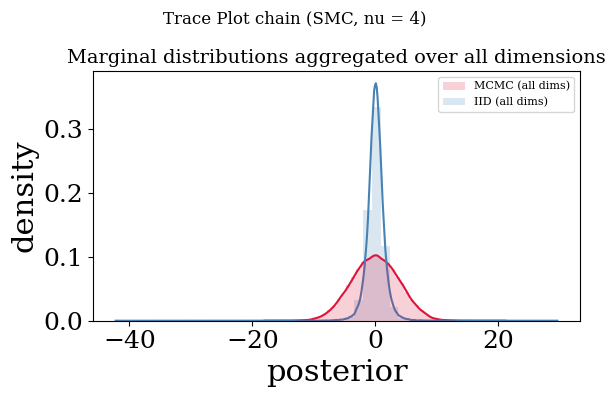 Trace Plot chain (SMC, nu = 4)
Marginal distributions aggregated over all dimensions
MCMC (all dims)
IID (all dims)
density
0.3
0.2
0.1
0.0
−40 −20 0 20
posterior